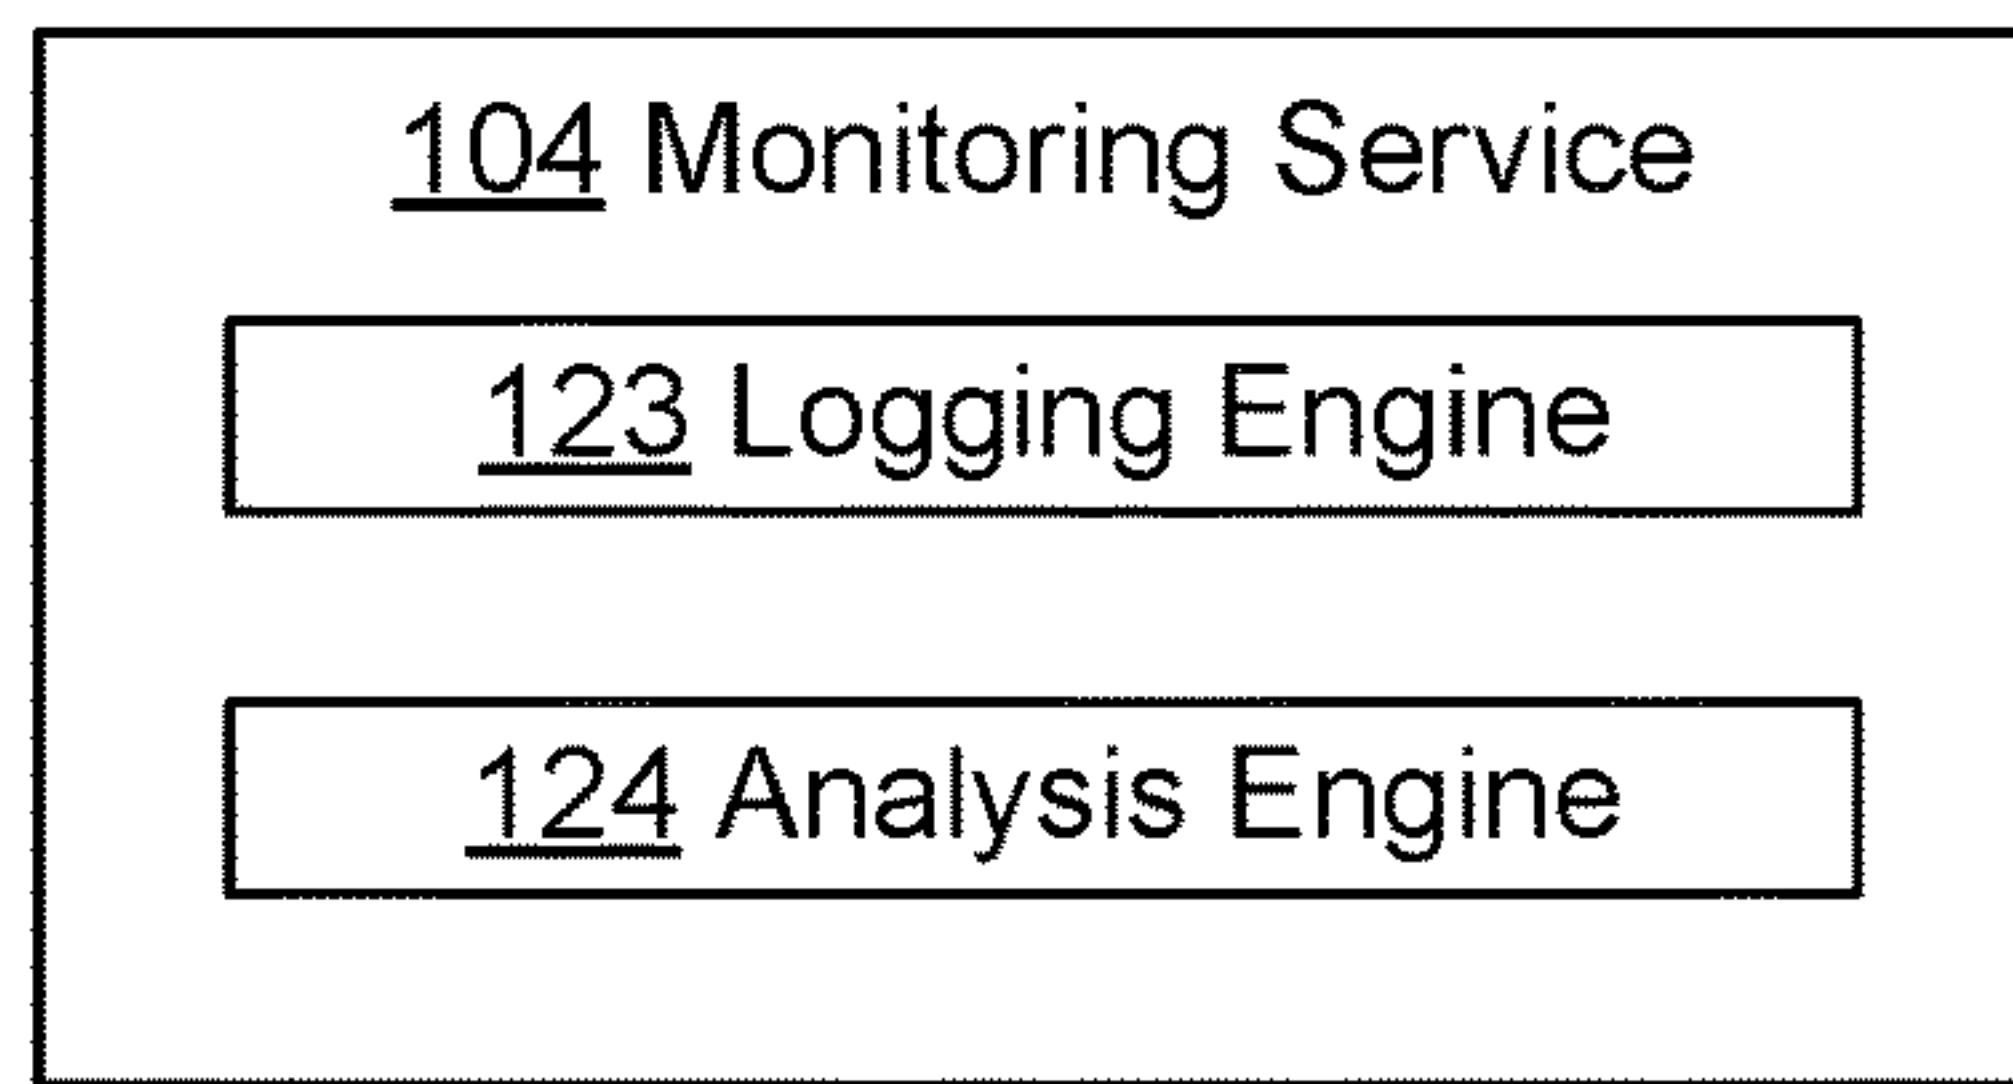 104 Monitoring Service
123 Logging Engine
124 Analysis Engine